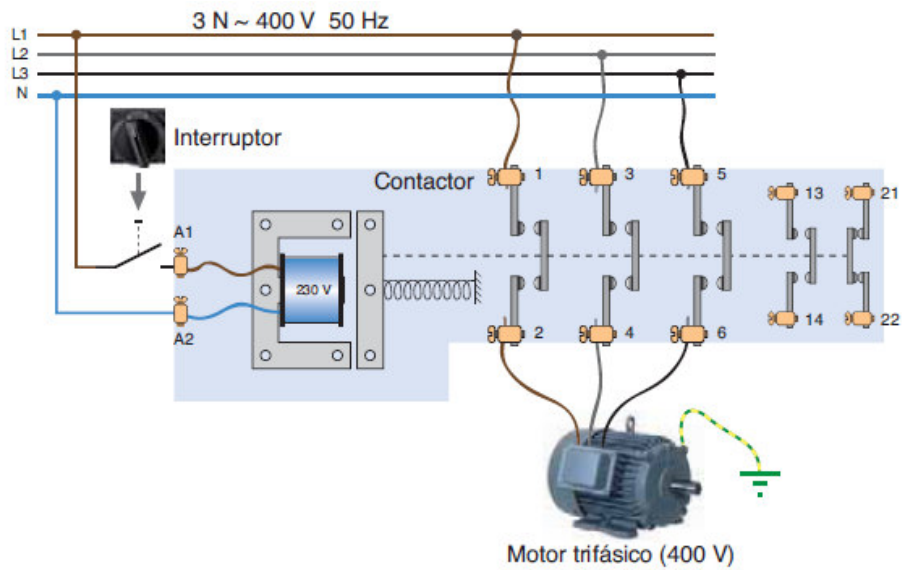 3 N ~ 400 V 50 Hz
L1
L2
L3
N
Interruptor
Contactor
1
3
5
13
21
A1
230 V
A2
2
4
6
14
22
Motor trifásico (400 V)